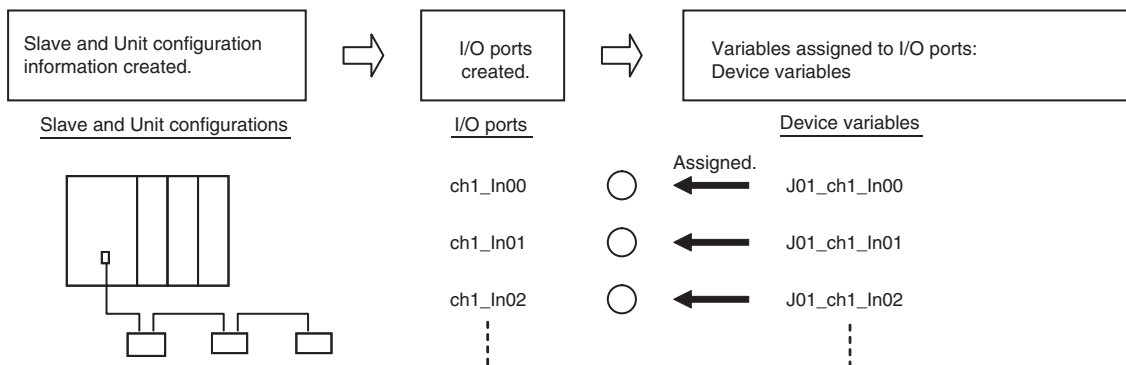 Slave and Unit configuration
information created.
I/O ports
created.
Variables assigned to I/O ports:
Device variables
Slave and Unit configurations
I/O ports
Device variables
Assigned.
ch1_In00
J01_ch1_In00
ch1_In01
J01_ch1_In01
ch1_In02
J01_ch1_In02